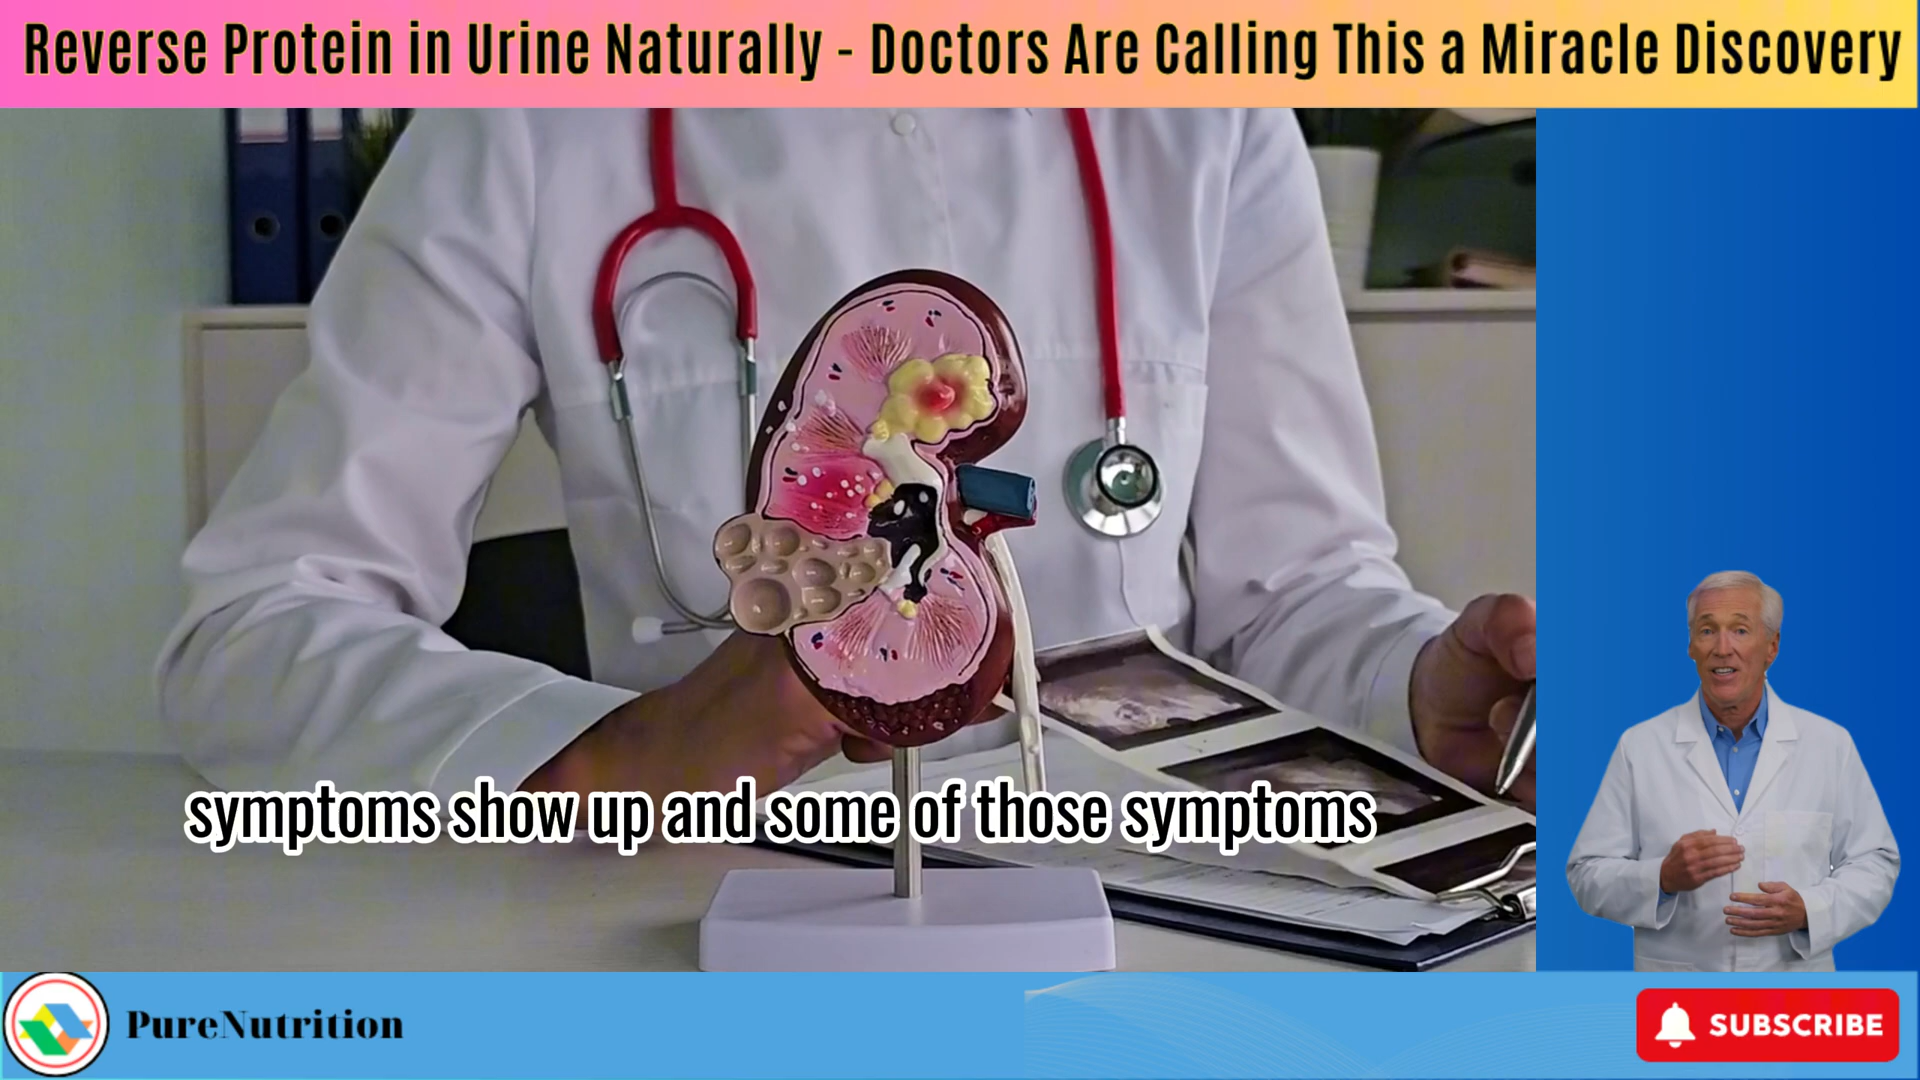 Reverse Protein in Urine Naturally - Doctors Are Calling This a Miracle Discovery
symptoms show up and some of those symptoms
PureNutrition
SUBSCRIBE